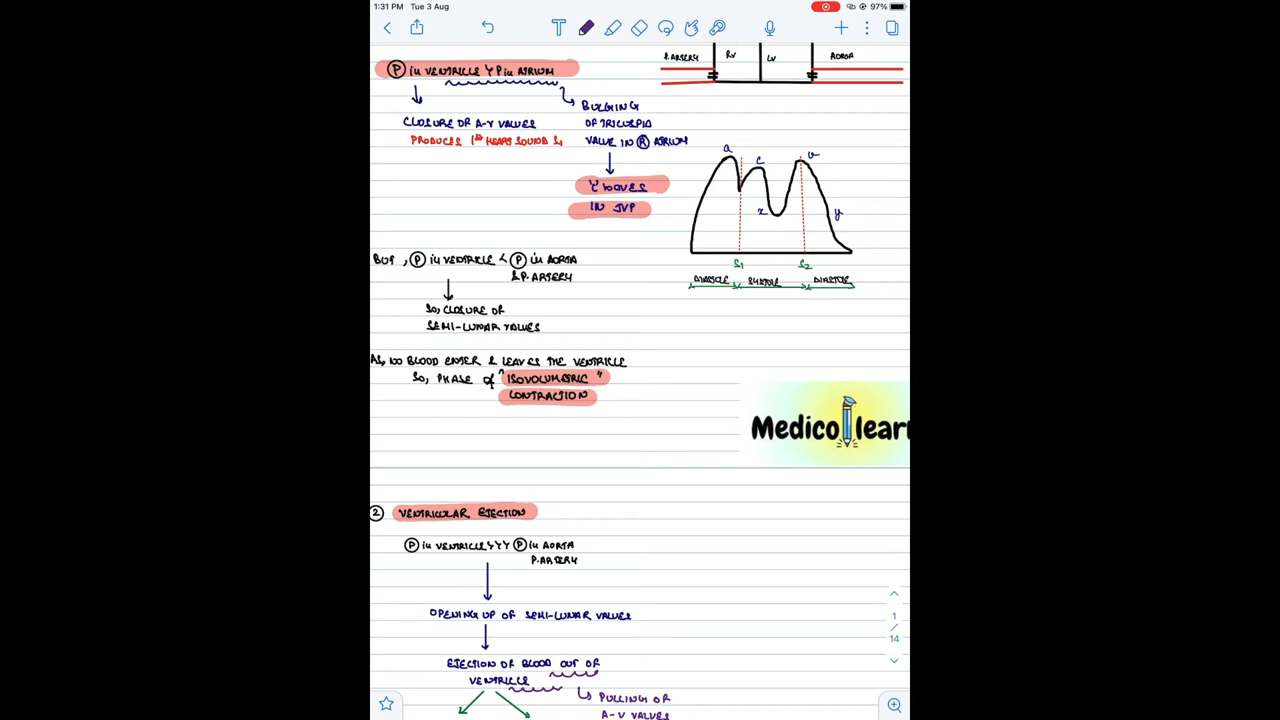 1:31 PM Tue 3 Aug
97%
P.ARTERY RV LV AORTA
P in VENTRICLE > P in ATRIUM
CLOSURE OF A-V VALVES
PRODUCES 1st HEART SOUND S1
BULGING
OF TRICUSPID
VALVE IN R ATRIUM
'C' WAVES
IN JVP
a c v
x y
S1 S2
DIASTOLE SYSTOLE DIASTOLE
BUT, P in VENTRICLE < P in AORTA
& P. ARTERY
SO, CLOSURE OF
SEMI-LUNAR VALVES
AS, NO BLOOD ENTER & LEAVES THE VENTRICLE
SO, PHASE of "ISOVOLUMETRIC"
CONTRACTION
Medico learn
2 VENTRICULAR EJECTION
P in VENTRICLE >>> P in AORTA
P. ARTERY
OPENING UP OF SEMI-LUNAR VALVES
EJECTION OF BLOOD OUT OF
VENTRICLE
PULLING OF
A-V VALVES
1
/
14